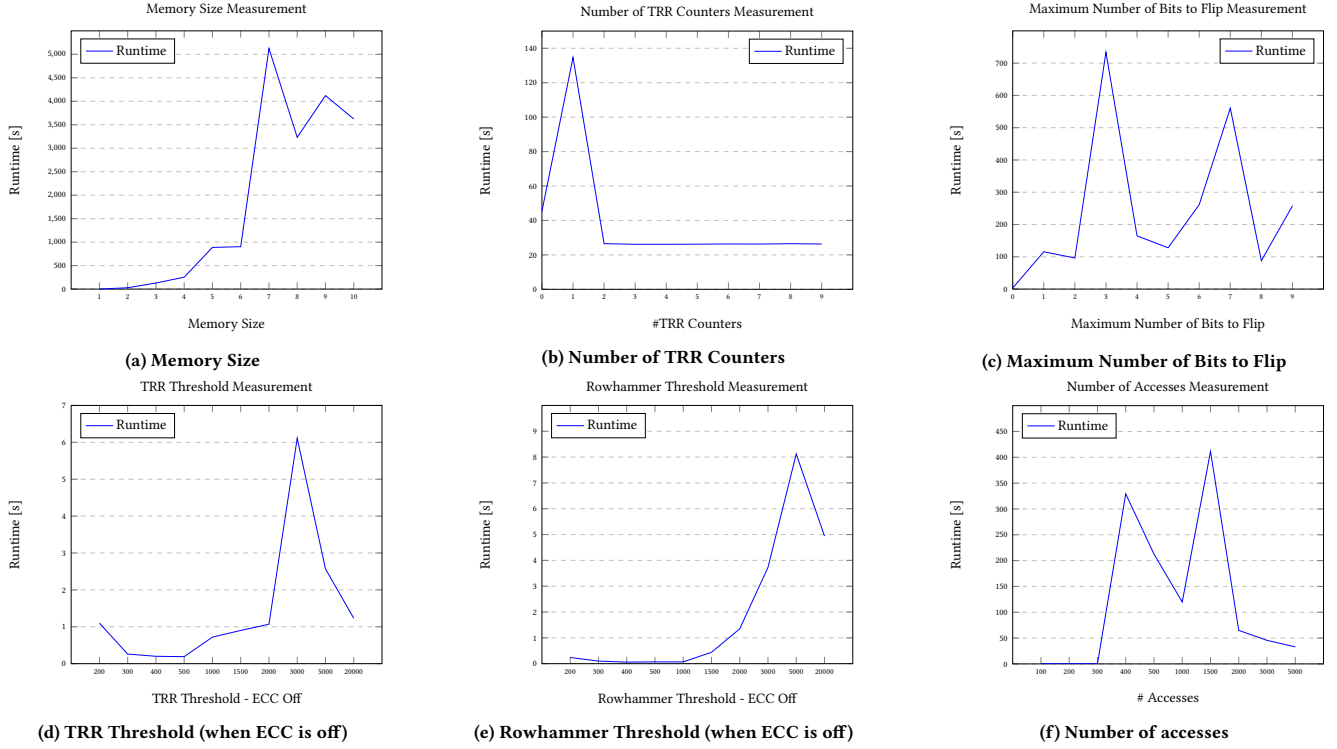 Memory Size Measurement
Runtime
5,000
4,500
4,000
3,500
3,000
2,500
2,000
1,500
1,000
500
0
Runtime [s]
1 2 3 4 5 6 7 8 9 10
Memory Size
(a) Memory Size
Number of TRR Counters Measurement
Runtime
140
120
100
80
60
40
20
0
Runtime [s]
0 1 2 3 4 5 6 7 8 9
#TRR Counters
(b) Number of TRR Counters
Maximum Number of Bits to Flip Measurement
Runtime
700
600
500
400
300
200
100
0
Runtime [s]
0 1 2 3 4 5 6 7 8 9
Maximum Number of Bits to Flip
(c) Maximum Number of Bits to Flip
TRR Threshold Measurement
Runtime
7
6
5
4
3
2
1
0
Runtime [s]
200 300 400 500 1000 1500 2000 3000 5000 20000
TRR Threshold - ECC Off
(d) TRR Threshold (when ECC is off)
Rowhammer Threshold Measurement
Runtime
9
8
7
6
5
4
3
2
1
0
Runtime [s]
200 300 400 500 1000 1500 2000 3000 5000 20000
Rowhammer Threshold - ECC Off
(e) Rowhammer Threshold (when ECC is off)
Number of Accesses Measurement
Runtime
450
400
350
300
250
200
150
100
50
0
Runtime [s]
100 200 300 400 500 1000 1500 2000 3000 5000
# Accesses
(f) Number of accesses